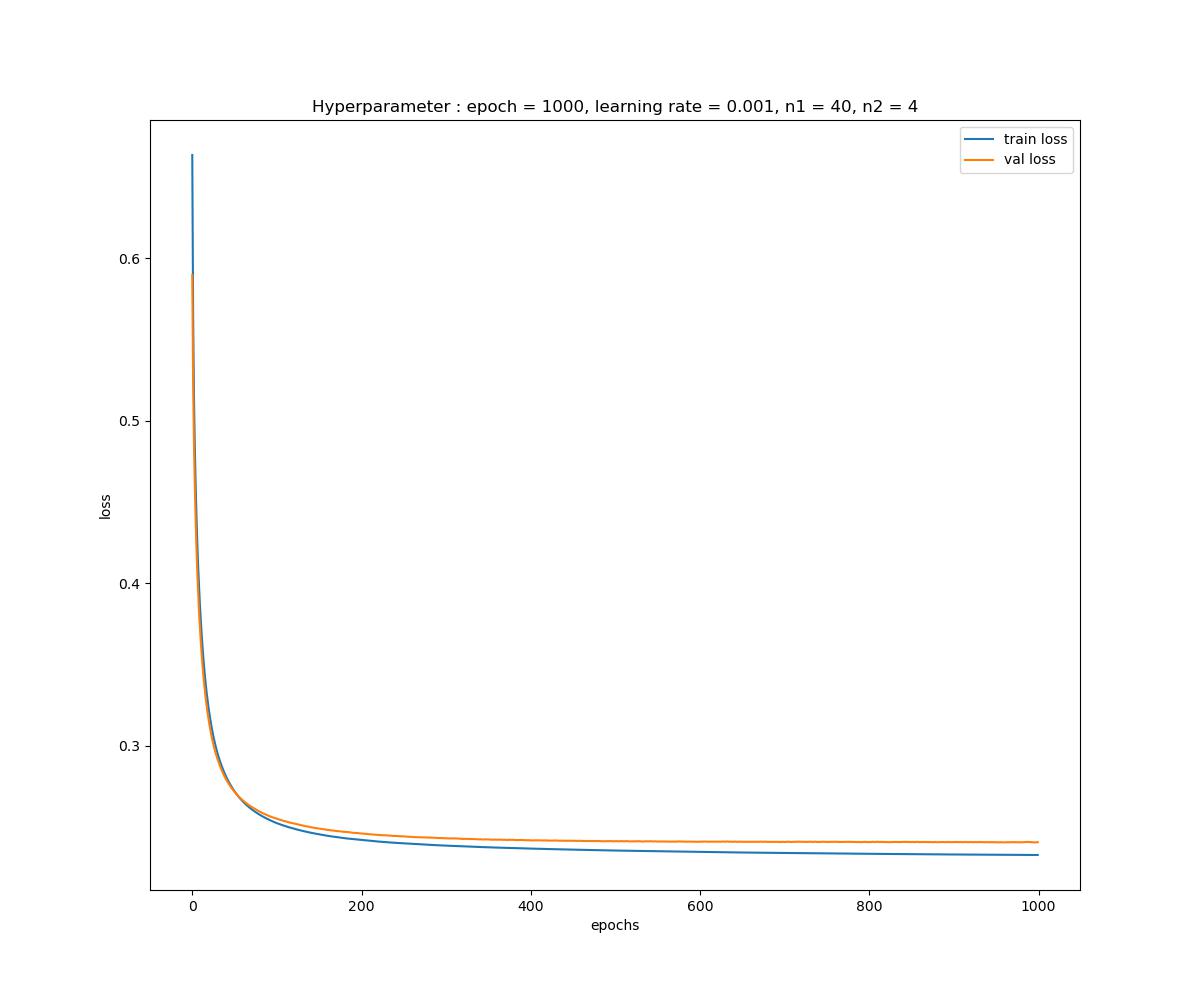 Hyperparameter : epoch = 1000, learning rate = 0.001, n1 = 40, n2 = 4
train loss
val loss
0.6
0.5
0.4
0.3
loss
0 200 400 600 800 1000
epochs